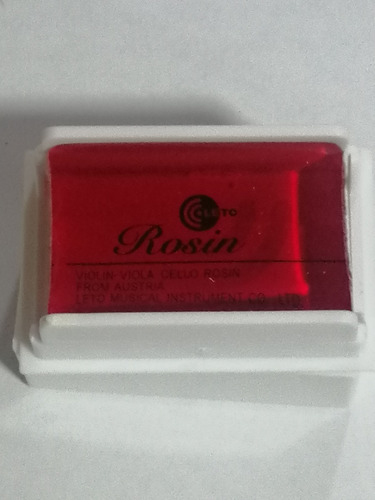 LETO
Rosin
VIOLIN VIOLA CELLO ROSIN
FROM AUSTRIA
LETO MUSICAL INSTRUMENT CO., LTD